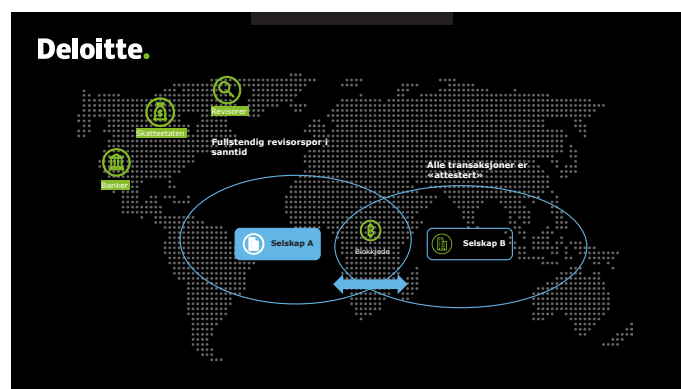 Deloitte.
Revisorer
Skatteetaten
Fullstendig revisorspor i
sanntid
Alle transaksjoner er
«attestert»
Banker
Selskap A
Blokkjede
Selskap B